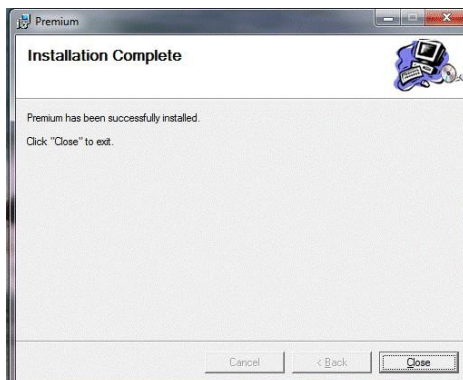 Premium
Installation Complete
Premium has been successfully installed.
Click "Close" to exit.
Cancel
< Back
Close